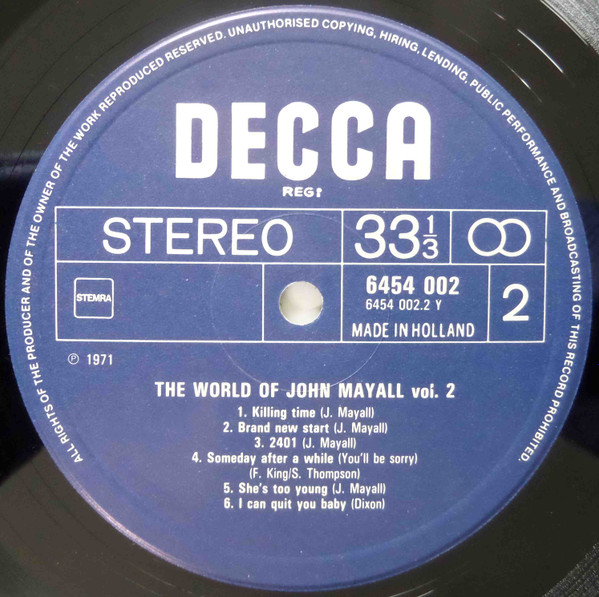 ALL RIGHTS OF THE PRODUCER AND OF THE OWNER OF THE WORK REPRODUCED RESERVED. UNAUTHORISED COPYING, HIRING, LENDING, PUBLIC PERFORMANCE AND BROADCASTING OF THIS RECORD PROHIBITED.
DECCA
REGT
STEREO
33 1/3
STEMRA
6454 002
6454 002.2 Y
MADE IN HOLLAND
2
℗ 1971
THE WORLD OF JOHN MAYALL vol. 2
1. Killing time (J. Mayall)
2. Brand new start (J. Mayall)
3. 2401 (J. Mayall)
4. Someday after a while (You'll be sorry)
(F. King/S. Thompson)
5. She's too young (J. Mayall)
6. I can quit you baby (Dixon)